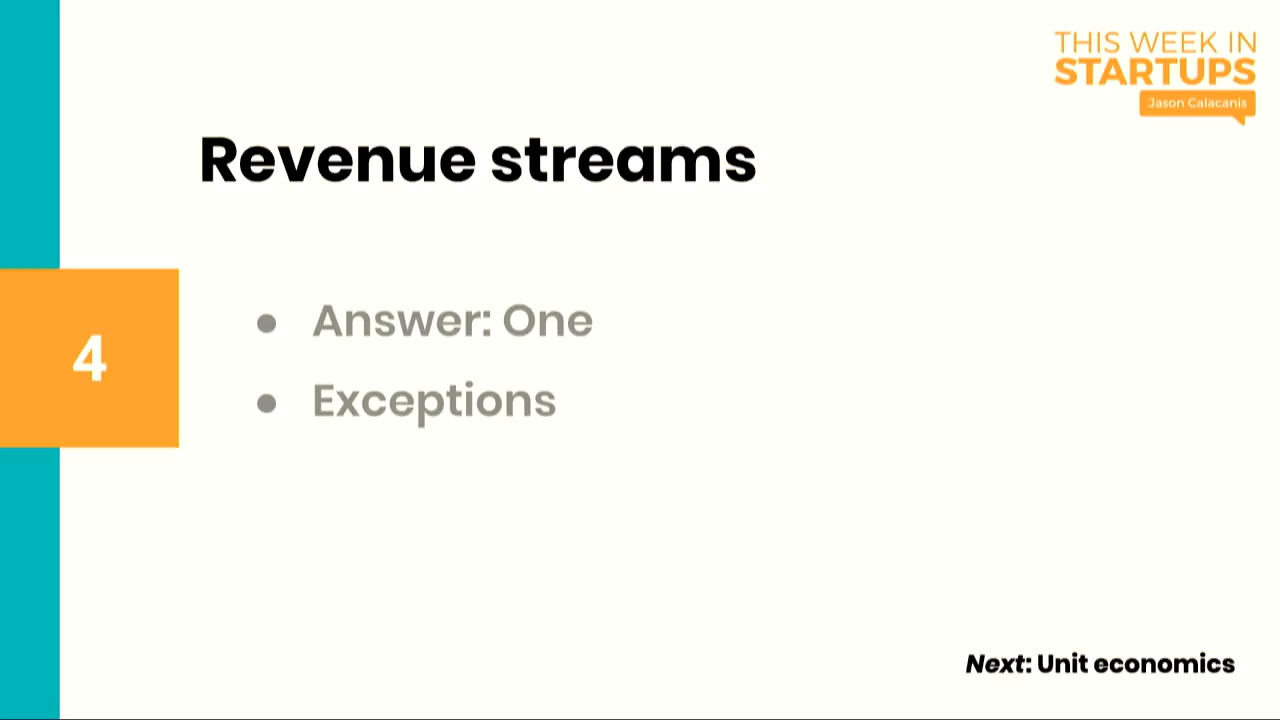 THIS WEEK IN
STARTUPS
Jason Calacanis
Revenue streams
4
● Answer: One
● Exceptions
Next: Unit economics